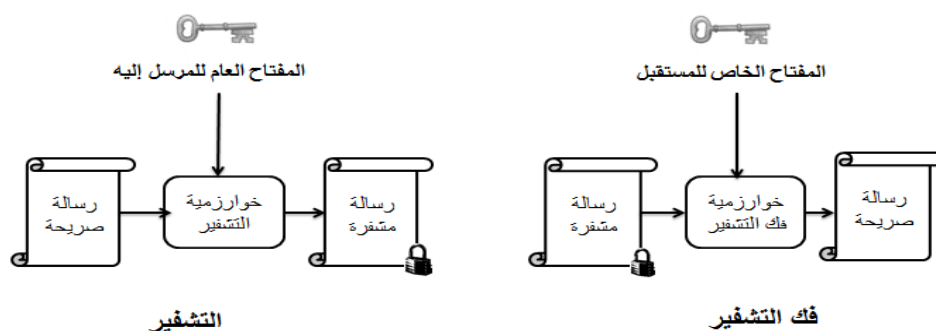 المفتاح العام للمرسل إليه
رسالة
صريحة
خوارزمية
التشفير
رسالة
مشفرة
التشفير
المفتاح الخاص للمستقبل
رسالة
مشفرة
خوارزمية
فك التشفير
رسالة
صريحة
فك التشفير